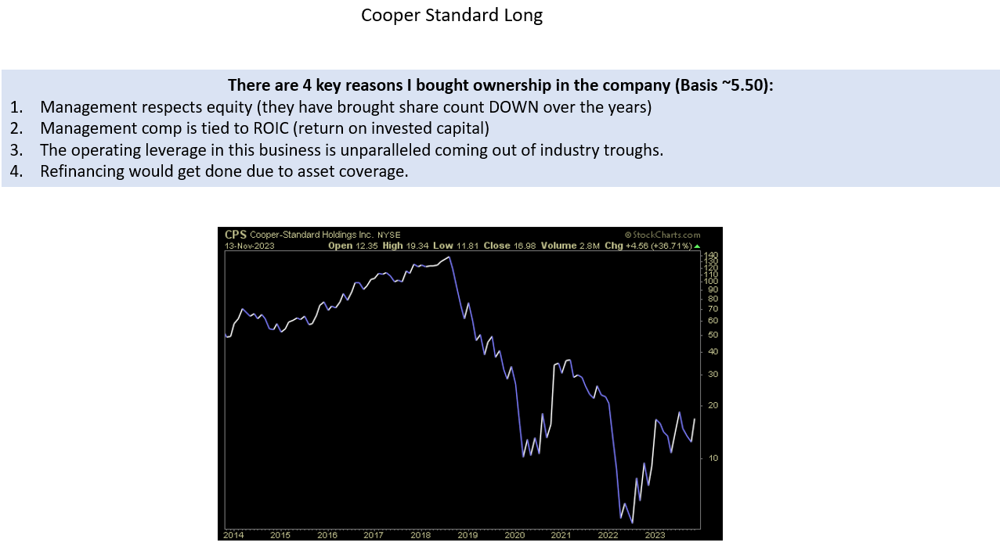 Cooper Standard Long
There are 4 key reasons I bought ownership in the company (Basis ~5.50):
1. Management respects equity (they have brought share count DOWN over the years)
2. Management comp is tied to ROIC (return on invested capital)
3. The operating leverage in this business is unparalleled coming out of industry troughs.
4. Refinancing would get done due to asset coverage.
CPS Cooper-Standard Holdings Inc. NYSE © StockCharts.com
13-Nov-2023 Open 12.35 High 19.34 Low 11.81 Close 16.98 Volume 2.8M Chg +4.56 (+36.71%)
140
130
120
110
100
90
80
70
60
50
40
30
20
10
2014 2015 2016 2017 2018 2019 2020 2021 2022 2023